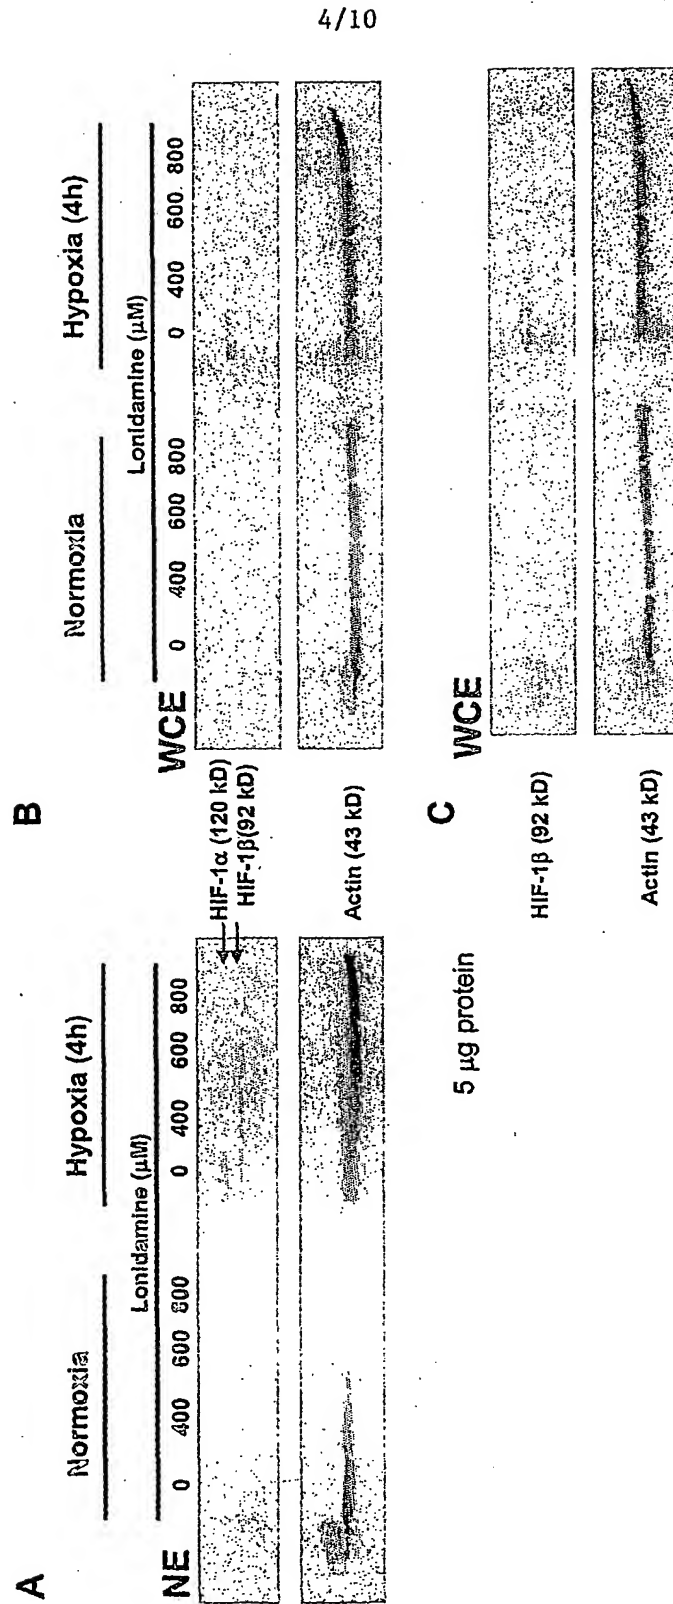 4/10
A
Normoxia
Hypoxia (4h)
Lonidamine (μM)
NE
0 400 600 800 0 400 600 800
HIF-1α (120 kD)
HIF-1β(92 kD)
Actin (43 kD)
5 μg protein
B
Normoxia
Hypoxia (4h)
Lonidamine (μM)
WCE
0 400 600 800 0 400 600 800
C
WCE
HIF-1β (92 kD)
Actin (43 kD)